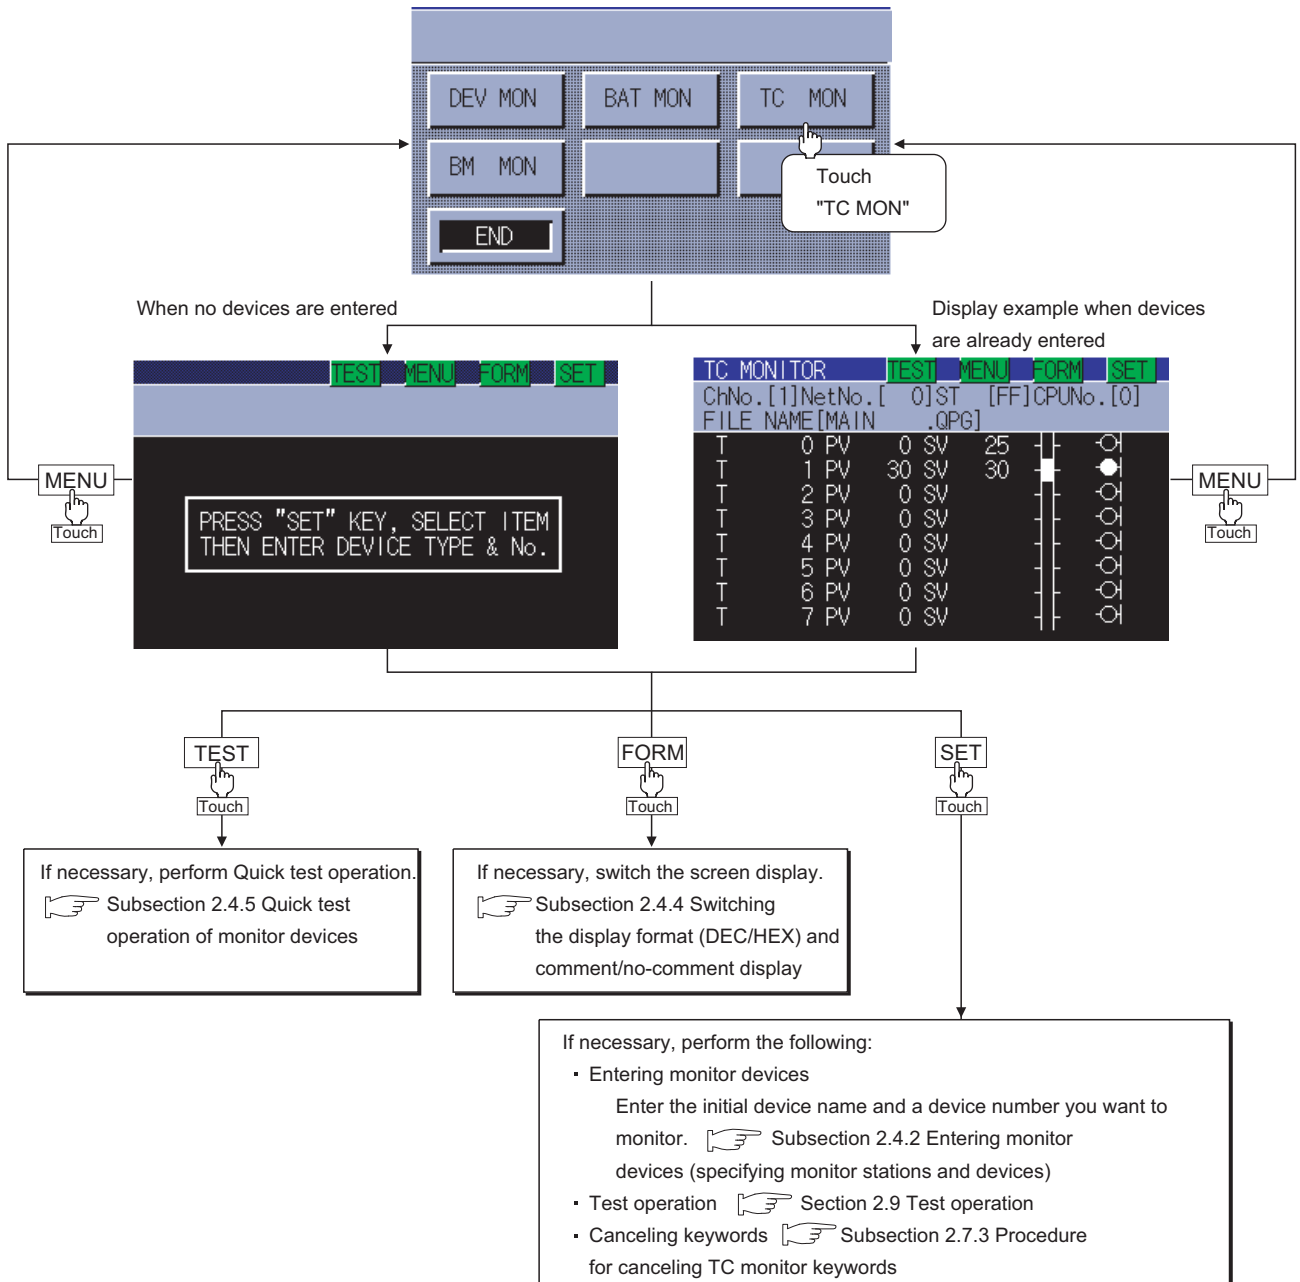 DEV MON
BAT MON
TC MON
BM MON
Touch
"TC MON"
END
When no devices are entered
Display example when devices
are already entered
TEST MENU FORM SET
PRESS "SET" KEY, SELECT ITEM
THEN ENTER DEVICE TYPE & No.
TC MONITOR TEST MENU FORM SET
ChNo.[1]NetNo.[ 0]ST [FF]CPUNo.[0]
FILE NAME[MAIN .QPG]
T 0 PV 0 SV 25
T 1 PV 30 SV 30
T 2 PV 0 SV
T 3 PV 0 SV
T 4 PV 0 SV
T 5 PV 0 SV
T 6 PV 0 SV
T 7 PV 0 SV
MENU
Touch
MENU
Touch
TEST
Touch
FORM
Touch
SET
Touch
If necessary, perform Quick test operation.
Subsection 2.4.5 Quick test
operation of monitor devices
If necessary, switch the screen display.
Subsection 2.4.4 Switching
the display format (DEC/HEX) and
comment/no-comment display
If necessary, perform the following:
· Entering monitor devices
Enter the initial device name and a device number you want to
monitor. Subsection 2.4.2 Entering monitor
devices (specifying monitor stations and devices)
· Test operation Section 2.9 Test operation
· Canceling keywords Subsection 2.7.3 Procedure
for canceling TC monitor keywords